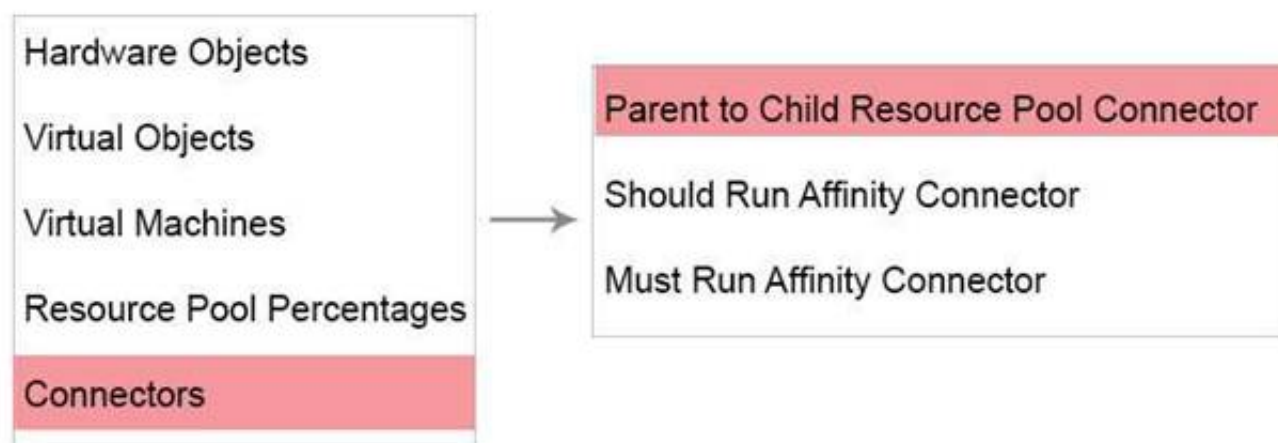 Hardware Objects
Virtual Objects
Virtual Machines
Resource Pool Percentages
Connectors
Parent to Child Resource Pool Connector
Should Run Affinity Connector
Must Run Affinity Connector